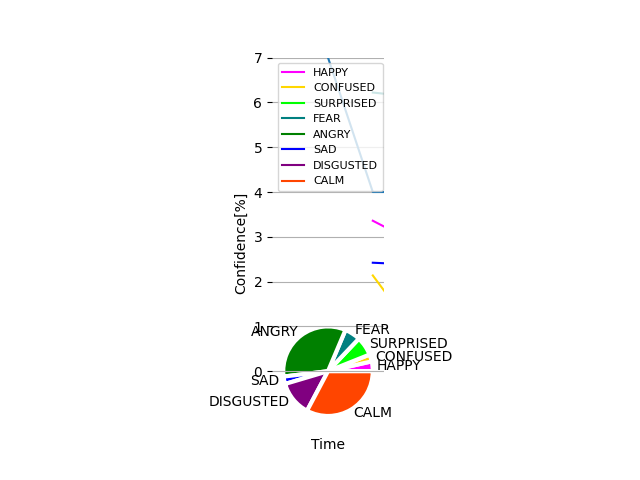 7
6
5
4
3
2
1
0
Confidence[%]
HAPPY
CONFUSED
SURPRISED
FEAR
ANGRY
SAD
DISGUSTED
CALM
ANGRY
FEAR
SURPRISED
CONFUSED
HAPPY
SAD
DISGUSTED
CALM
Time